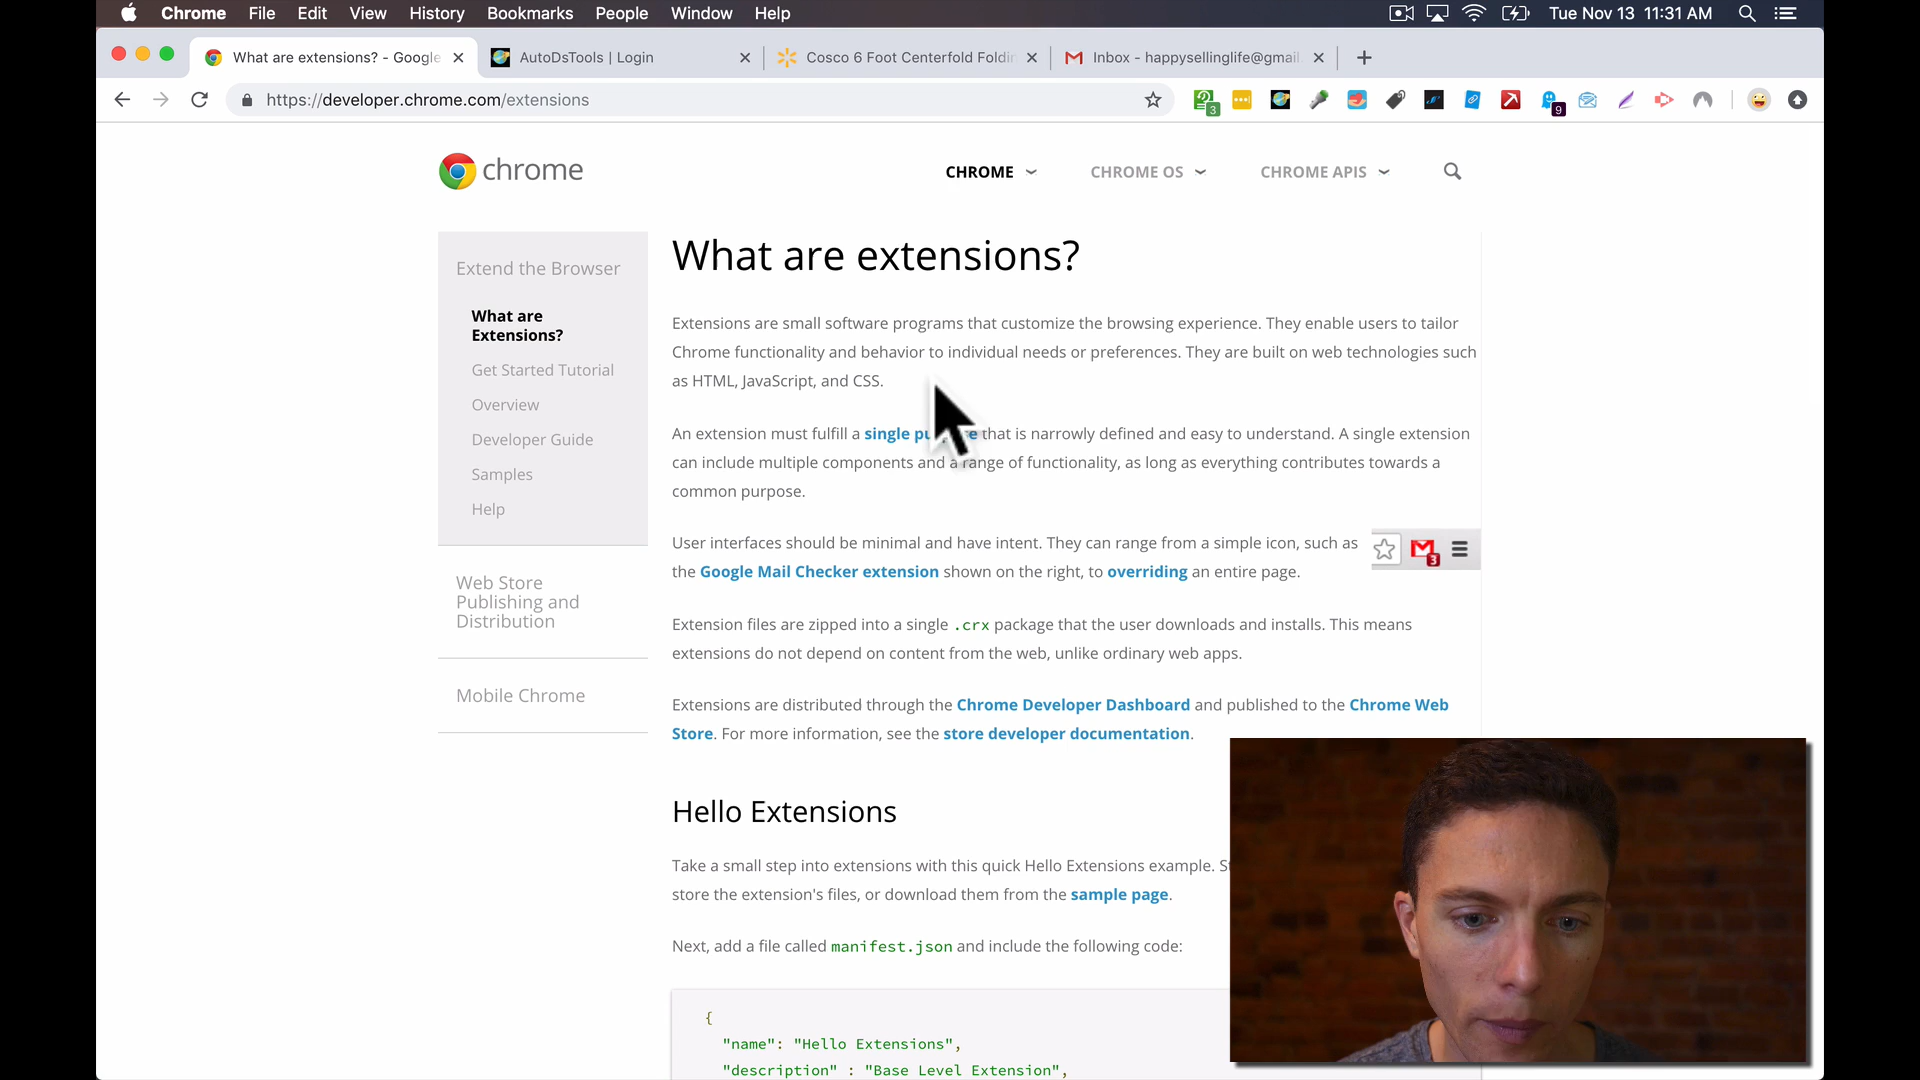 Chrome File Edit View History Bookmarks People Window Help Tue Nov 13 11:31 AM
What are extensions? - Google AutoDsTools | Login Cosco 6 Foot Centerfold Foldin Inbox - happysellinglife@gmail.
https://developer.chrome.com/extensions 3 9
chrome CHROME CHROME OS CHROME APIS
Extend the Browser
What are
Extensions?
Get Started Tutorial
Overview
Developer Guide
Samples
Help
Web Store
Publishing and
Distribution
Mobile Chrome
What are extensions?
Extensions are small software programs that customize the browsing experience. They enable users to tailor
Chrome functionality and behavior to individual needs or preferences. They are built on web technologies such
as HTML, JavaScript, and CSS.
An extension must fulfill a single purpose that is narrowly defined and easy to understand. A single extension
can include multiple components and a range of functionality, as long as everything contributes towards a
common purpose.
User interfaces should be minimal and have intent. They can range from a simple icon, such as
the Google Mail Checker extension shown on the right, to overriding an entire page.
3
Extension files are zipped into a single .crx package that the user downloads and installs. This means
extensions do not depend on content from the web, unlike ordinary web apps.
Extensions are distributed through the Chrome Developer Dashboard and published to the Chrome Web
Store. For more information, see the store developer documentation.
Hello Extensions
Take a small step into extensions with this quick Hello Extensions example. S
store the extension's files, or download them from the sample page.
Next, add a file called manifest.json and include the following code:
{
"name": "Hello Extensions",
"description" : "Base Level Extension",